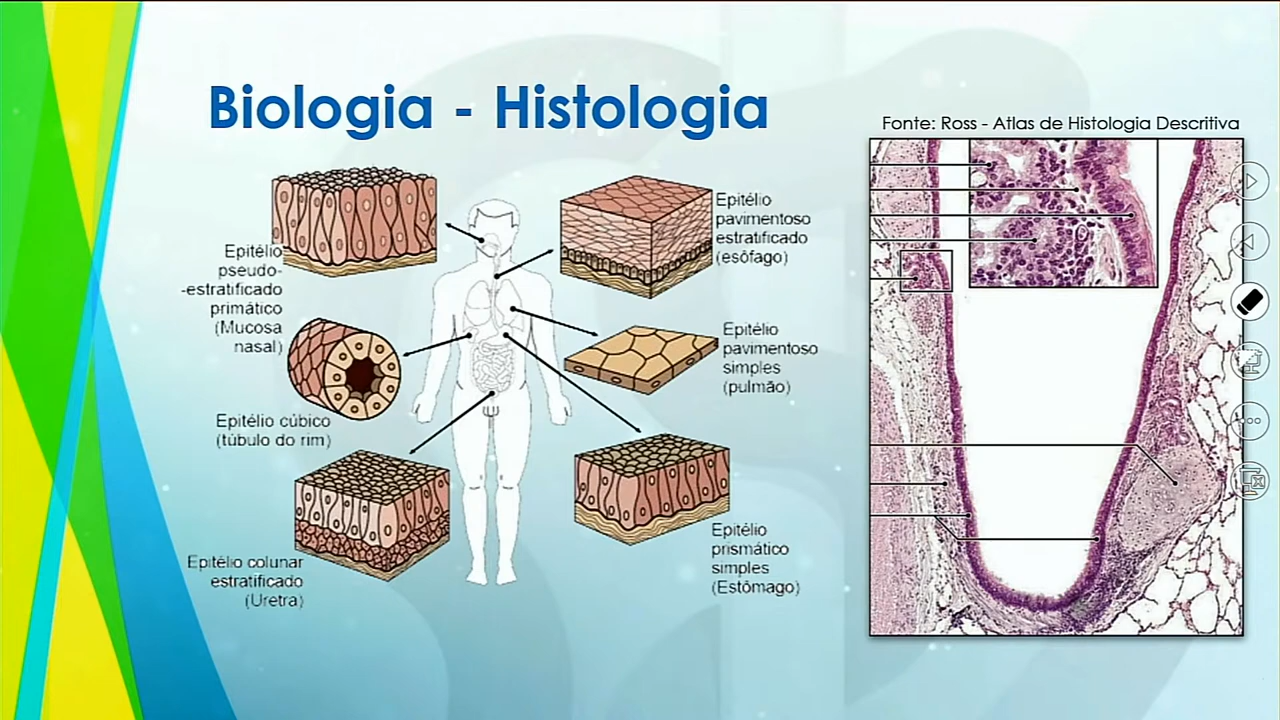 Biologia - Histologia
Fonte: Ross - Atlas de Histologia Descritiva
Epitélio
pseudo-
-estratificado
primático
(Mucosa
nasal)
Epitélio
pavimentoso
estratificado
(esôfago)
Epitélio cúbico
(túbulo do rim)
Epitélio
pavimentoso
simples
(pulmão)
Epitélio colunar
estratificado
(Uretra)
Epitélio
prismático
simples
(Estômago)